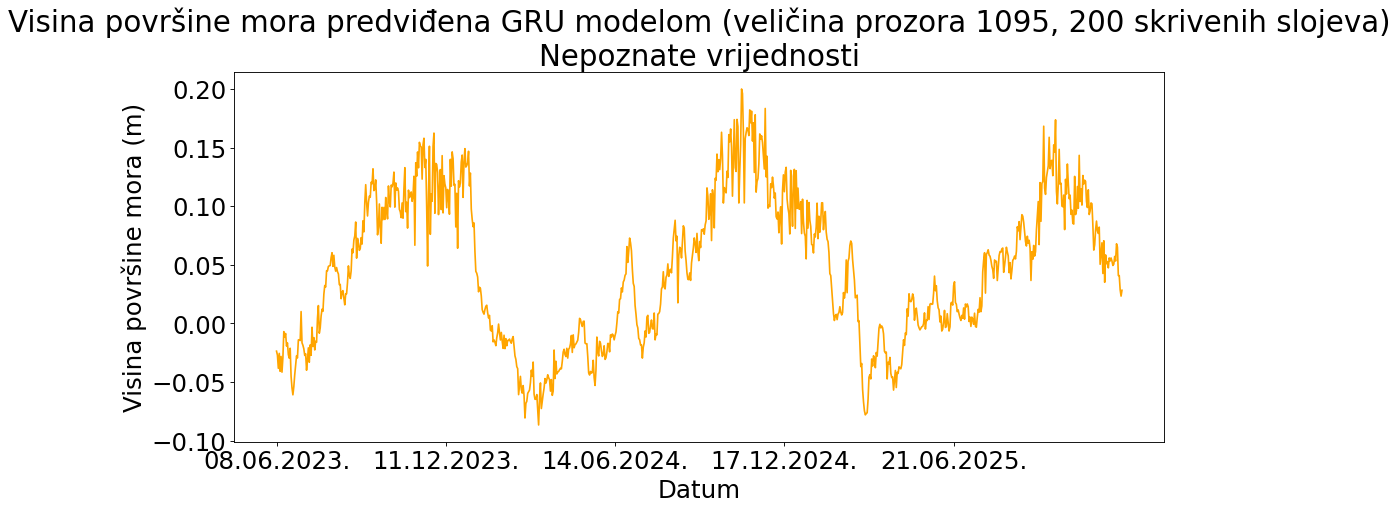 Visina površine mora predviđena GRU modelom (veličina prozora 1095, 200 skrivenih slojeva)
Nepoznate vrijednosti
Visina površine mora (m)
0.20
0.15
0.10
0.05
0.00
−0.05
−0.10
08.06.2023. 11.12.2023. 14.06.2024. 17.12.2024. 21.06.2025.
Datum